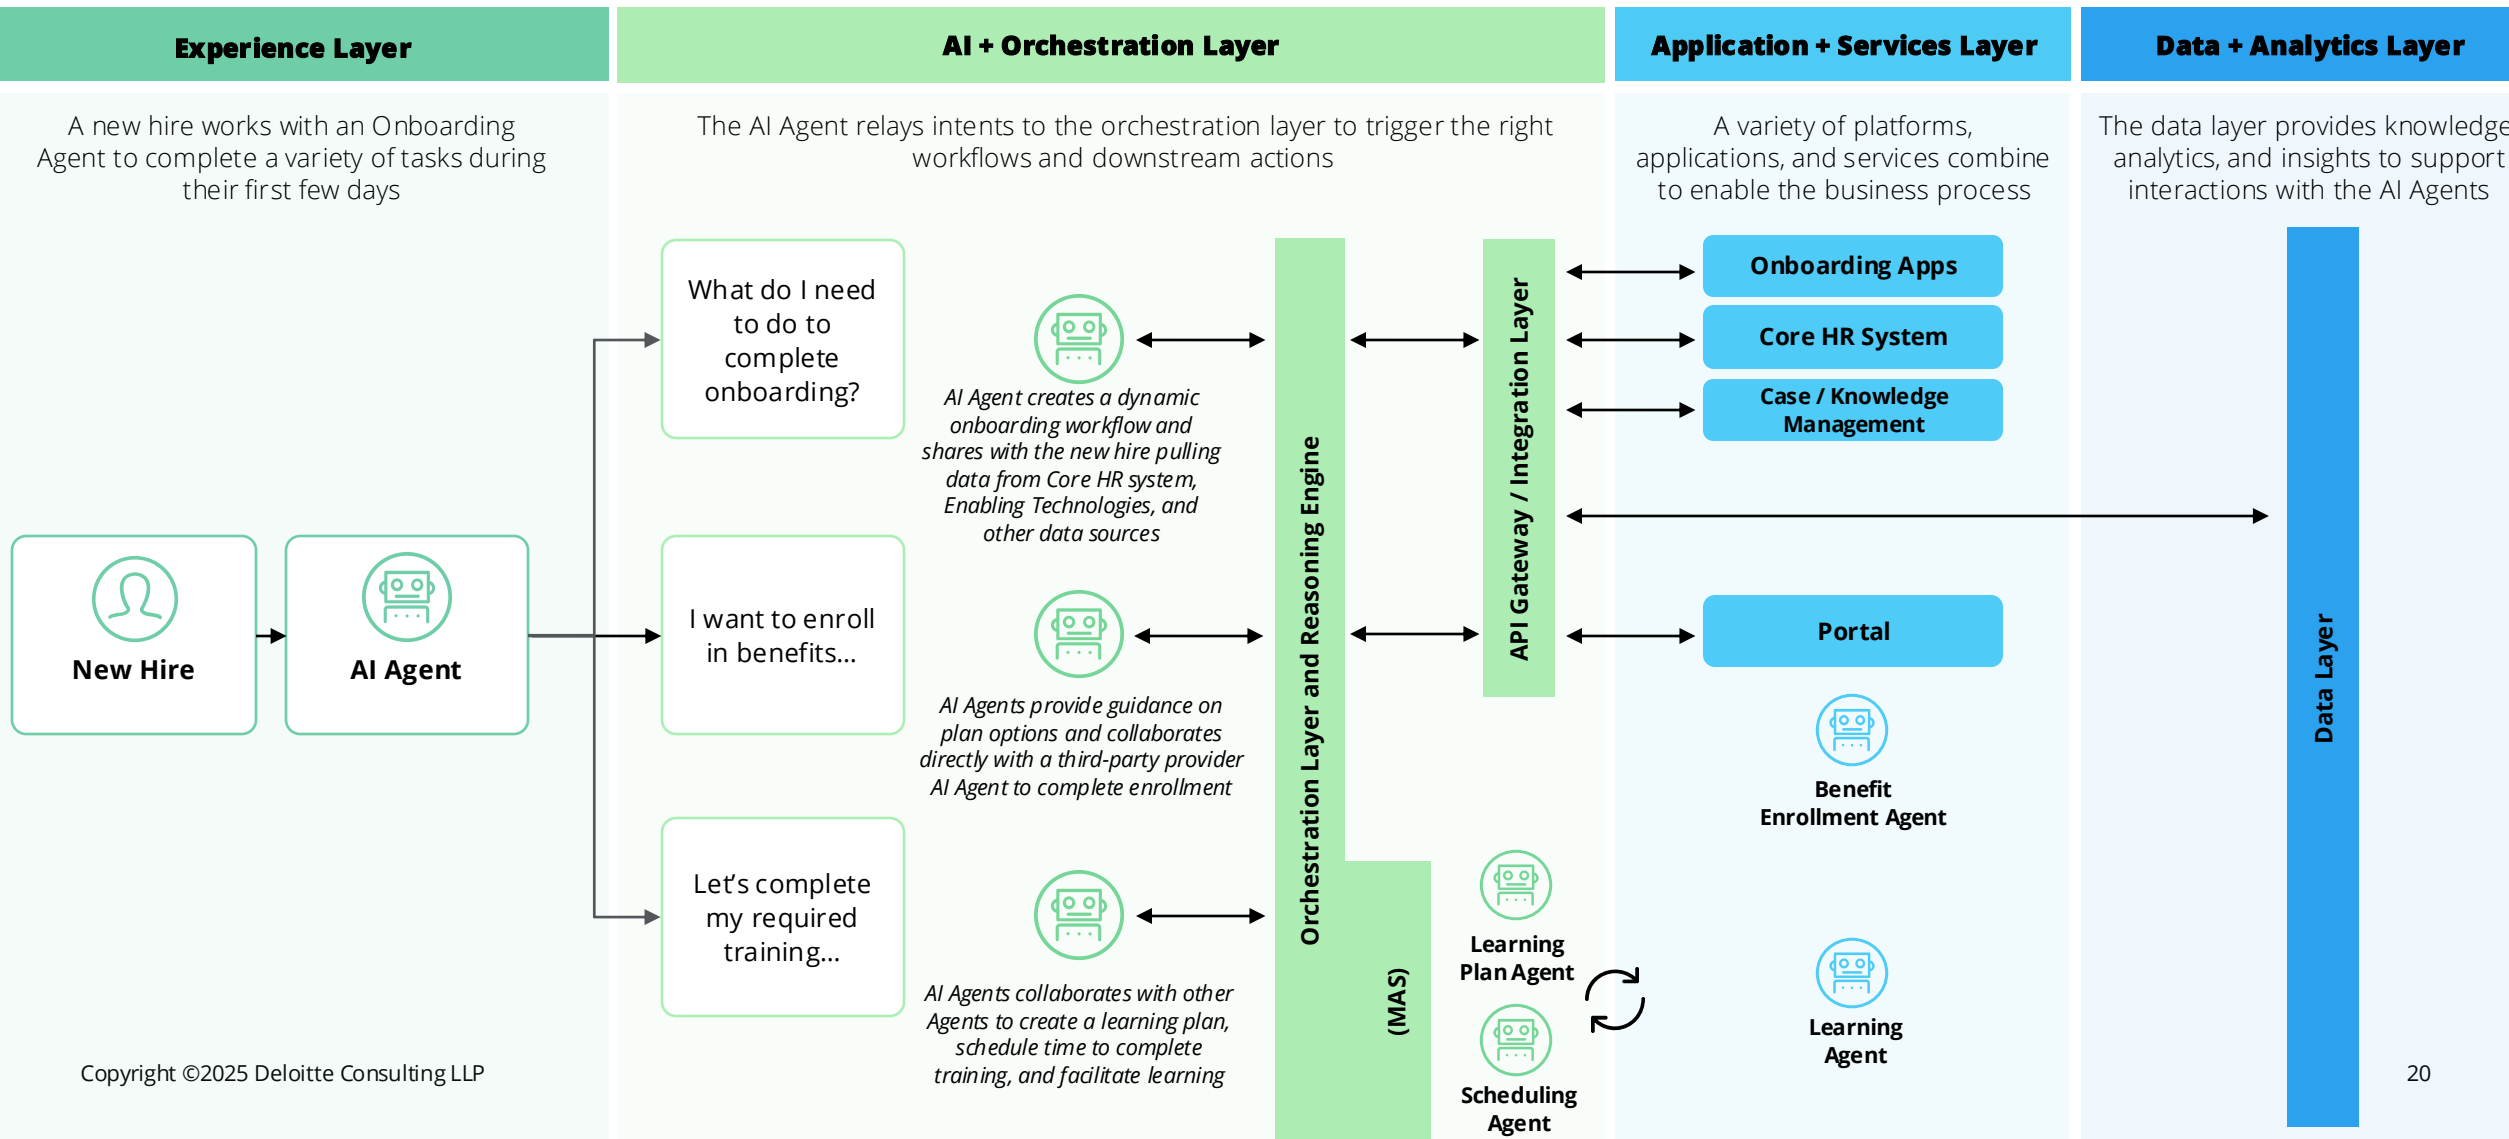 Experience Layer
AI + Orchestration Layer
Application + Services Layer
Data + Analytics Layer
A new hire works with an Onboarding
Agent to complete a variety of tasks during
their first few days
The AI Agent relays intents to the orchestration layer to trigger the right
workflows and downstream actions
A variety of platforms,
applications, and services combine
to enable the business process
The data layer provides knowledge
analytics, and insights to support
interactions with the AI Agents
New Hire
AI Agent
What do I need
to do to
complete
onboarding?
AI Agent creates a dynamic
onboarding workflow and
shares with the new hire pulling
data from Core HR system,
Enabling Technologies, and
other data sources
I want to enroll
in benefits...
AI Agents provide guidance on
plan options and collaborates
directly with a third-party provider
AI Agent to complete enrollment
Let's complete
my required
training...
AI Agents collaborates with other
Agents to create a learning plan,
schedule time to complete
training, and facilitate learning
Orchestration Layer and Reasoning Engine
(MAS)
API Gateway / Integration Layer
Learning
Plan Agent
Scheduling
Agent
Onboarding Apps
Core HR System
Case / Knowledge
Management
Portal
Benefit
Enrollment Agent
Learning
Agent
Data Layer
Copyright ©2025 Deloitte Consulting LLP
20